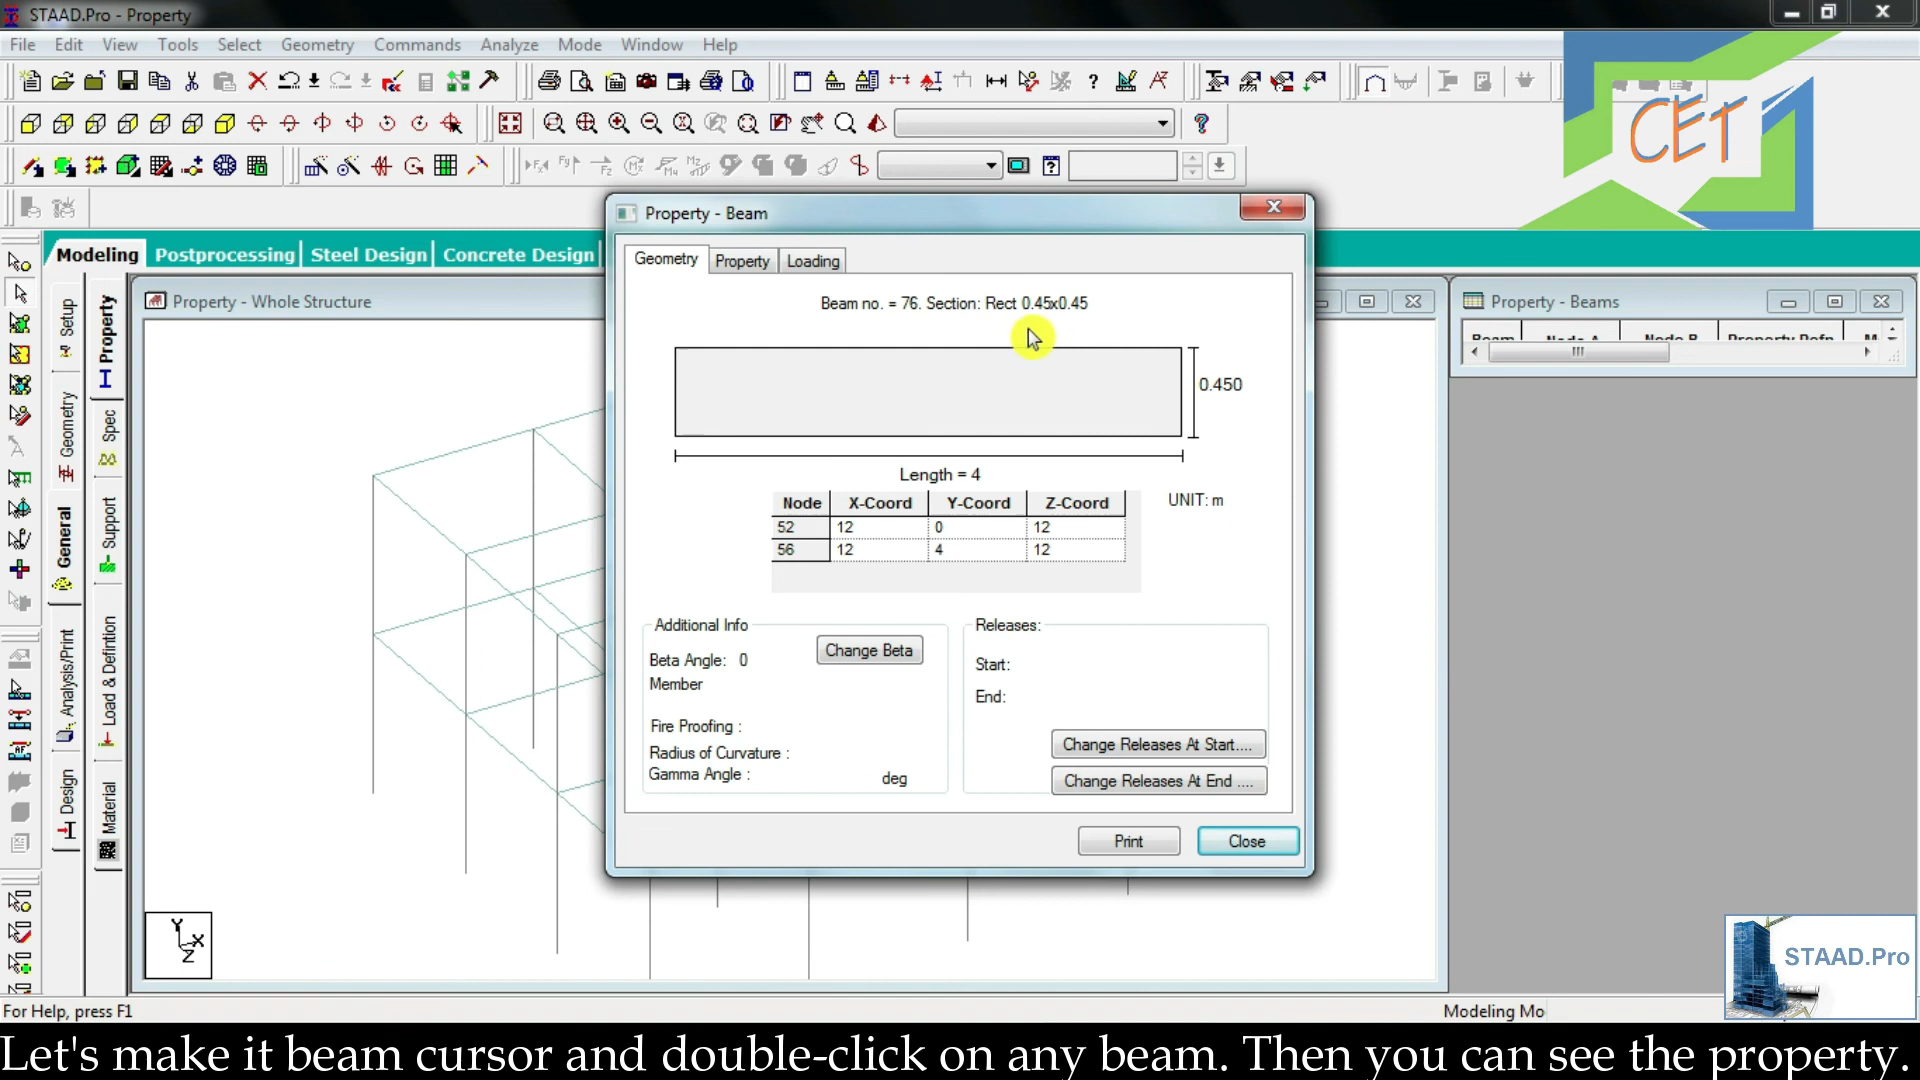 STAAD.Pro - Property
File Edit View Tools Select Geometry Commands Analyze Mode Window Help
CET
Modeling Postprocessing Steel Design Concrete Design
Property - Whole Structure
Property - Beams
Beam Node A Node B Property Refn M
Setup
Geometry
General
Analysis/Print
Design
Property
Spec
Support
Load & Definition
Material
Property - Beam
Geometry Property Loading
Beam no. = 76. Section: Rect 0.45x0.45
0.450
Length = 4
UNIT: m
Node X-Coord Y-Coord Z-Coord
52 12 0 12
56 12 4 12
Additional Info
Beta Angle: 0
Change Beta
Member
Fire Proofing :
Radius of Curvature :
Gamma Angle : deg
Releases:
Start:
End:
Change Releases At Start....
Change Releases At End ....
Print Close
Y
X
Z
STAAD.Pro
For Help, press F1
Modeling Mo
Let's make it beam cursor and double-click on any beam. Then you can see the property.